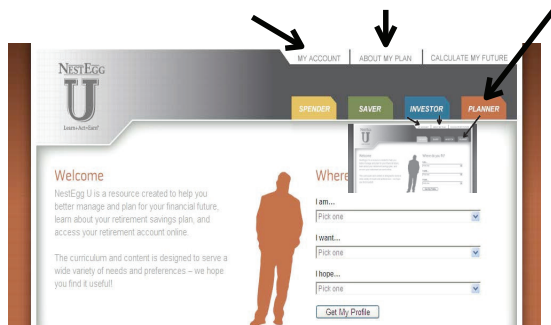 MY ACCOUNT
ABOUT MY PLAN
CALCULATE MY FUTURE
NESTEGG
U
Learn•Act•Earn!
SPENDER
SAVER
INVESTOR
PLANNER
Welcome
NestEgg U is a resource created to help you
better manage and plan for your financial future,
learn about your retirement savings plan, and
access your retirement account online.
The curriculum and content is designed to serve a
wide variety of needs and preferences – we hope
you find it useful!
Where
I am...
Pick one
I want...
Pick one
I hope...
Pick one
Get My Profile